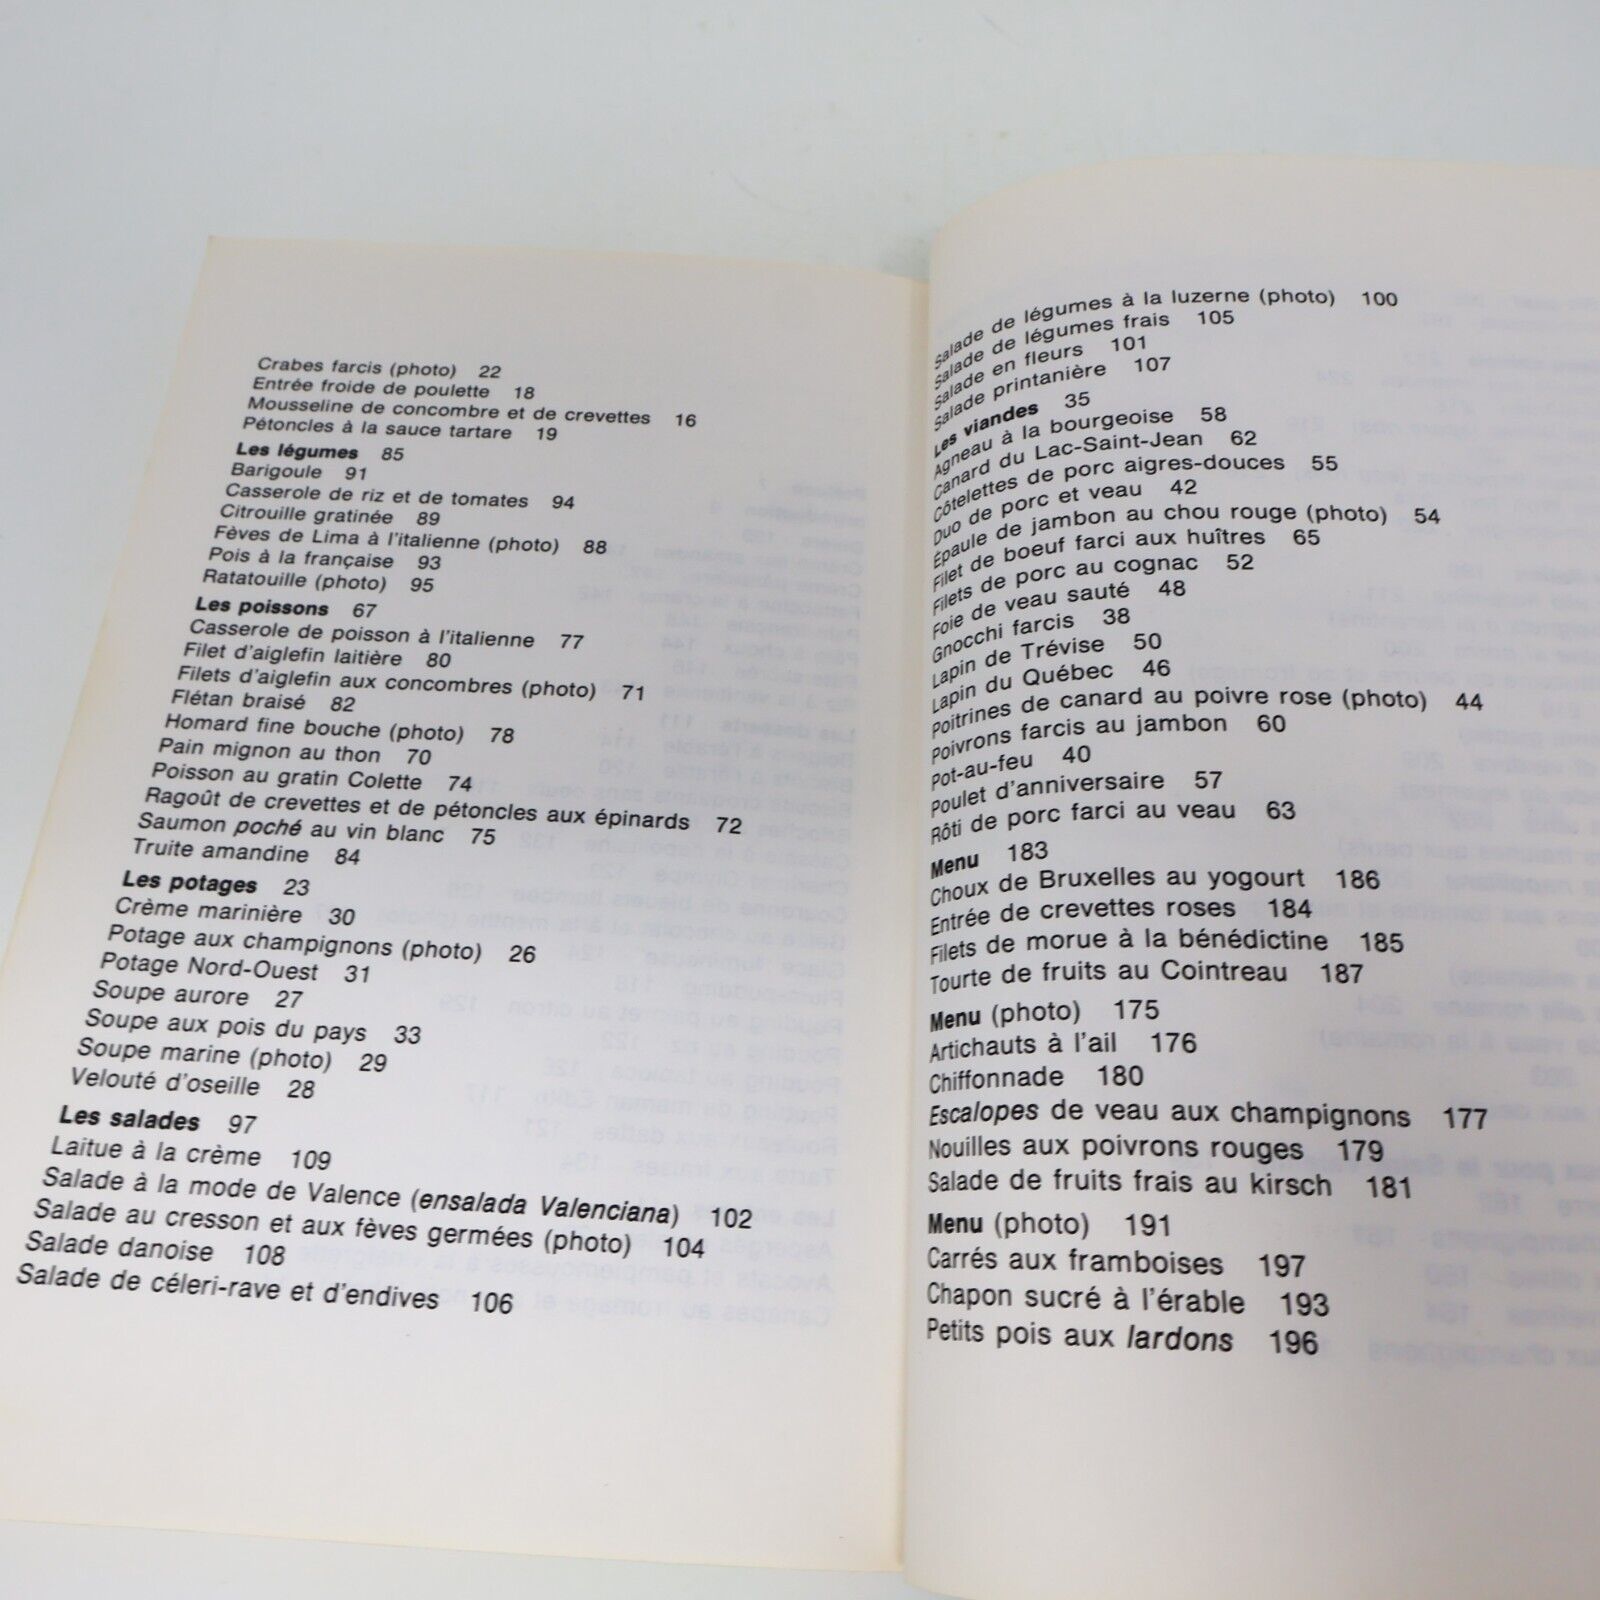 Crabes farcis (photo) 22
Entrée froide de poulette 18
Mousseline de concombre et de crevettes 16
Pétoncles à la sauce tartare 19
Les légumes 85
Barigoule 91
Casserole de riz et de tomates 94
Citrouille gratinée 89
Fèves de Lima à l'italienne (photo) 88
Pois à la française 93
Ratatouille (photo) 95
Les poissons 67
Casserole de poisson à l'italienne 77
Filet d'aiglefin laitière 80
Filets d'aiglefin aux concombres (photo) 71
Flétan braisé 82
Homard fine bouche (photo) 78
Pain mignon au thon 70
Poisson au gratin Colette 74
Ragoût de crevettes et de pétoncles aux épinards 72
Saumon poché au vin blanc 75
Truite amandine 84
Les potages 23
Crème marinière 30
Potage aux champignons (photo) 26
Potage Nord-Ouest 31
Soupe aurore 27
Soupe aux pois du pays 33
Soupe marine (photo) 29
Velouté d'oseille 28
Les salades 97
Laitue à la crème 109
Salade à la mode de Valence (ensalada Valenciana) 102
Salade au cresson et aux fèves germées (photo) 104
Salade danoise 108
Salade de céleri-rave et d'endives 106
Salade de légumes à la luzerne (photo) 100
Salade de légumes frais 105
Salade en fleurs 101
Salade printanière 107
Les viandes 35
Agneau à la bourgeoise 58
Canard du Lac-Saint-Jean 62
Côtelettes de porc aigres-douces 55
Duo de porc et veau 42
Épaule de jambon au chou rouge (photo) 54
Filet de boeuf farci aux huîtres 65
Filets de porc au cognac 52
Foie de veau sauté 48
Gnocchi farcis 38
Lapin de Trévise 50
Lapin du Québec 46
Poitrines de canard au poivre rose (photo) 44
Poivrons farcis au jambon 60
Pot-au-feu 40
Poulet d'anniversaire 57
Rôti de porc farci au veau 63
Menu 183
Choux de Bruxelles au yogourt 186
Entrée de crevettes roses 184
Filets de morue à la bénédictine 185
Tourte de fruits au Cointreau 187
Menu (photo) 175
Artichauts à l'ail 176
Chiffonnade 180
Escalopes de veau aux champignons 177
Nouilles aux poivrons rouges 179
Salade de fruits frais au kirsch 181
Menu (photo) 191
Carrés aux framboises 197
Chapon sucré à l'érable 193
Petits pois aux lardons 196